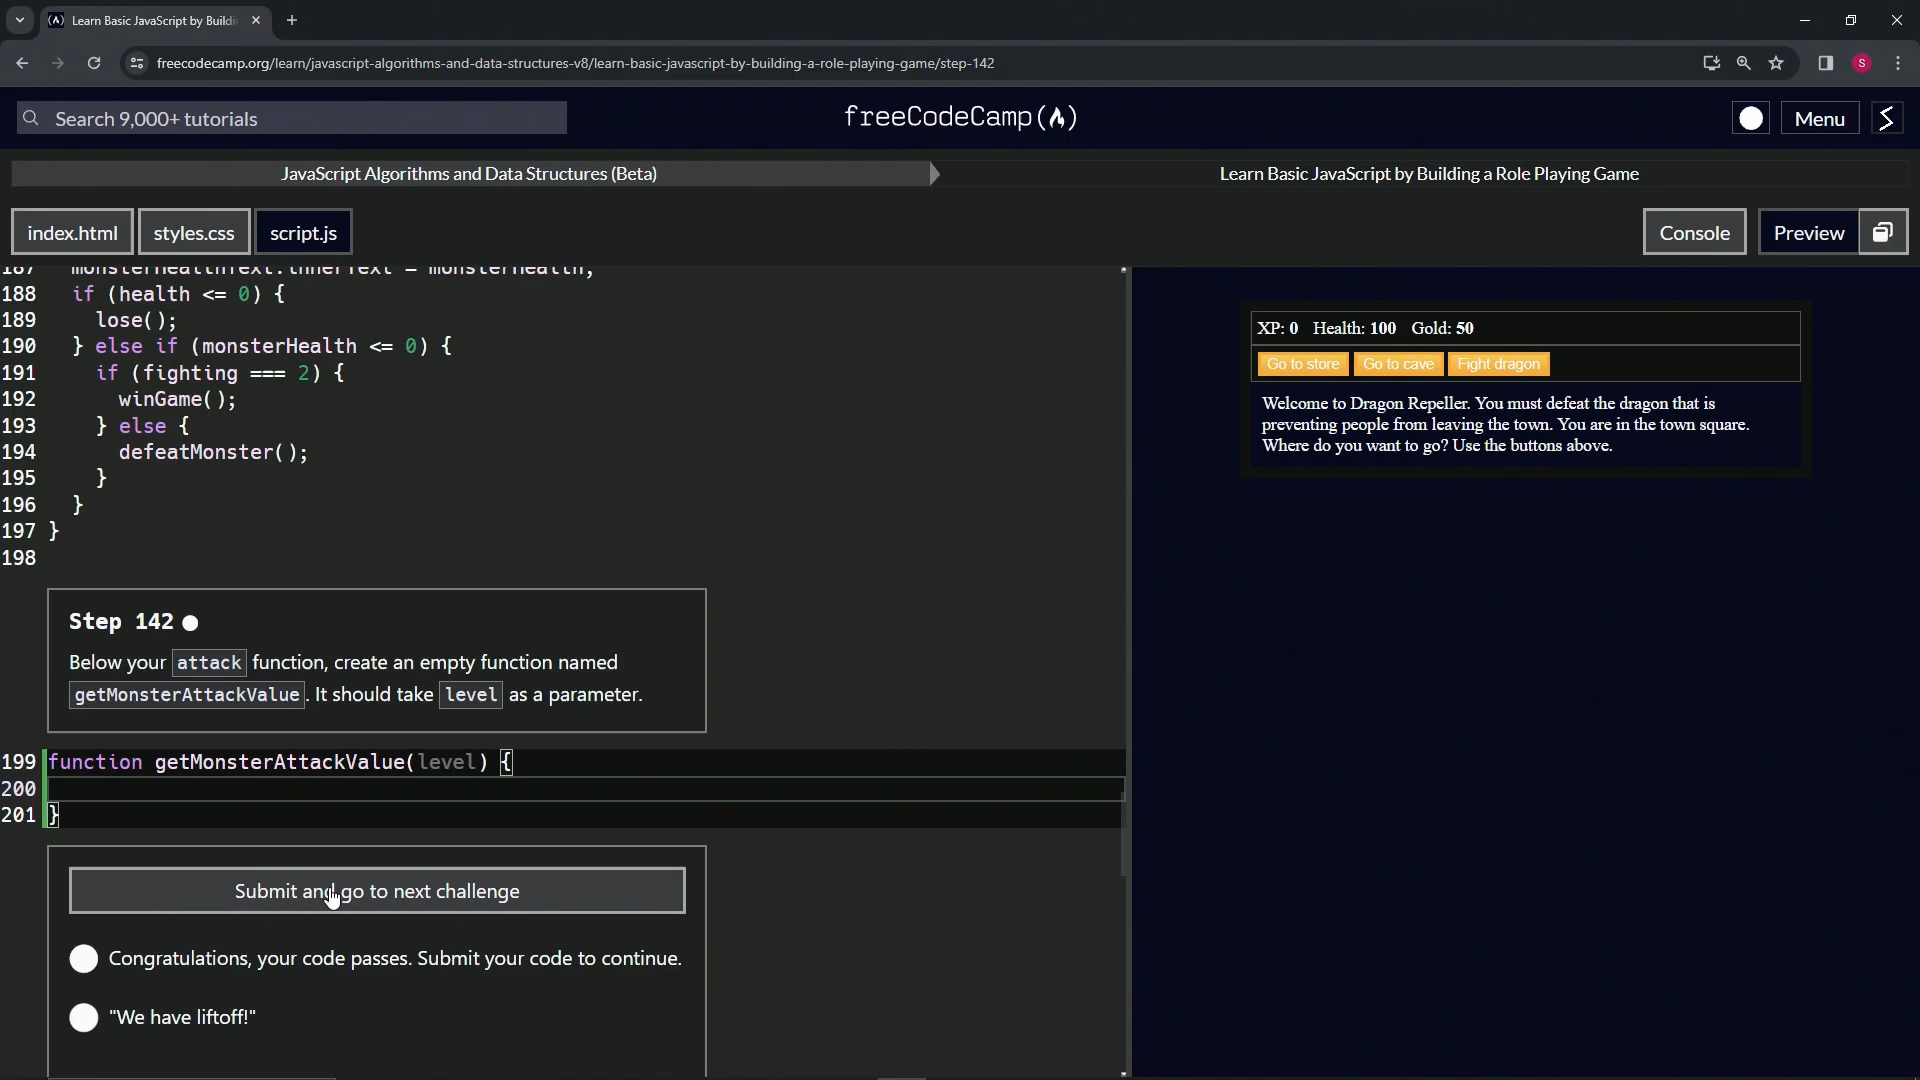 Learn Basic JavaScript by Buildi
freecodecamp.org/learn/javascript-algorithms-and-data-structures-v8/learn-basic-javascript-by-building-a-role-playing-game/step-142
S
Search 9,000+ tutorials
freeCodeCamp(🔥)
Menu
JavaScript Algorithms and Data Structures (Beta)
Learn Basic JavaScript by Building a Role Playing Game
index.html
styles.css
script.js
Console
Preview
187 monsterHealthText.innerText = monsterHealth;
188 if (health <= 0) {
189 lose();
190 } else if (monsterHealth <= 0) {
191 if (fighting === 2) {
192 winGame();
193 } else {
194 defeatMonster();
195 }
196 }
197 }
198
Step 142
Below your attack function, create an empty function named
getMonsterAttackValue. It should take level as a parameter.
199 function getMonsterAttackValue(level) {
200
201 }
Submit and go to next challenge
Congratulations, your code passes. Submit your code to continue.
"We have liftoff!"
XP: 0 Health: 100 Gold: 50
Go to store
Go to cave
Fight dragon
Welcome to Dragon Repeller. You must defeat the dragon that is
preventing people from leaving the town. You are in the town square.
Where do you want to go? Use the buttons above.